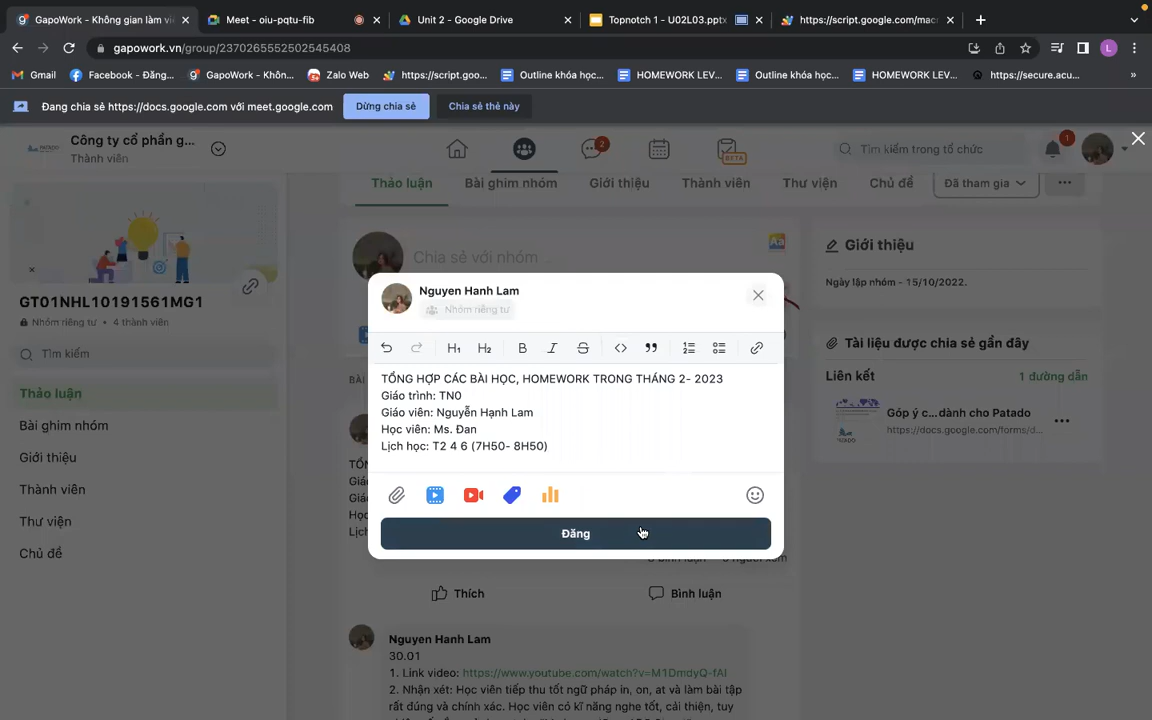 GapoWork - Không gian làm vi
Meet - oiu-pqtu-fib
Unit 2 - Google Drive
Topnotch 1 - U02L03.pptx
https://script.google.com/mac
gapowork.vn/group/2370265552502545408
L
Gmail
Facebook - Đăng...
GapoWork - Khôn...
Zalo Web
https://script.goo...
Outline khóa học...
HOMEWORK LEV...
Outline khóa học...
HOMEWORK LEV...
https://secure.acu...
»
Đang chia sẻ https://docs.google.com với meet.google.com
Dừng chia sẻ
Chia sẻ thẻ này
Công ty cổ phần g...
Thành viên
2
BETA
Tìm kiếm trong tổ chức
1
Thảo luận
Bài ghim nhóm
Giới thiệu
Thành viên
Thư viện
Chủ đề
Đã tham gia
GT01NHL10191561MG1
Nhóm riêng tư • 4 thành viên
Tìm kiếm
Thảo luận
Bài ghim nhóm
Giới thiệu
Thành viên
Thư viện
Chủ đề
Chia sẻ với nhóm ...
Aa
Nguyen Hanh Lam
Nhóm riêng tư
H1
H2
B
I
S
TỔNG HỢP CÁC BÀI HỌC, HOMEWORK TRONG THÁNG 2- 2023
Giáo trình: TN0
Giáo viên: Nguyễn Hạnh Lam
Học viên: Ms. Đan
Lịch học: T2 4 6 (7H50- 8H50)
Đăng
Thích
Bình luận
Nguyen Hanh Lam
30.01
1. Link video: https://www.youtube.com/watch?v=M1DmdyQ-fAI
2. Nhận xét: Học viên tiếp thu tốt ngữ pháp in, on, at và làm bài tập
rất đúng và chính xác. Học viên có kĩ năng nghe tốt, cải thiện, tuy
Giới thiệu
Ngày lập nhóm - 15/10/2022.
Tài liệu được chia sẻ gần đây
Liên kết
1 đường dẫn
Góp ý c...dành cho Patado
https://docs.google.com/forms/d...
PATADO